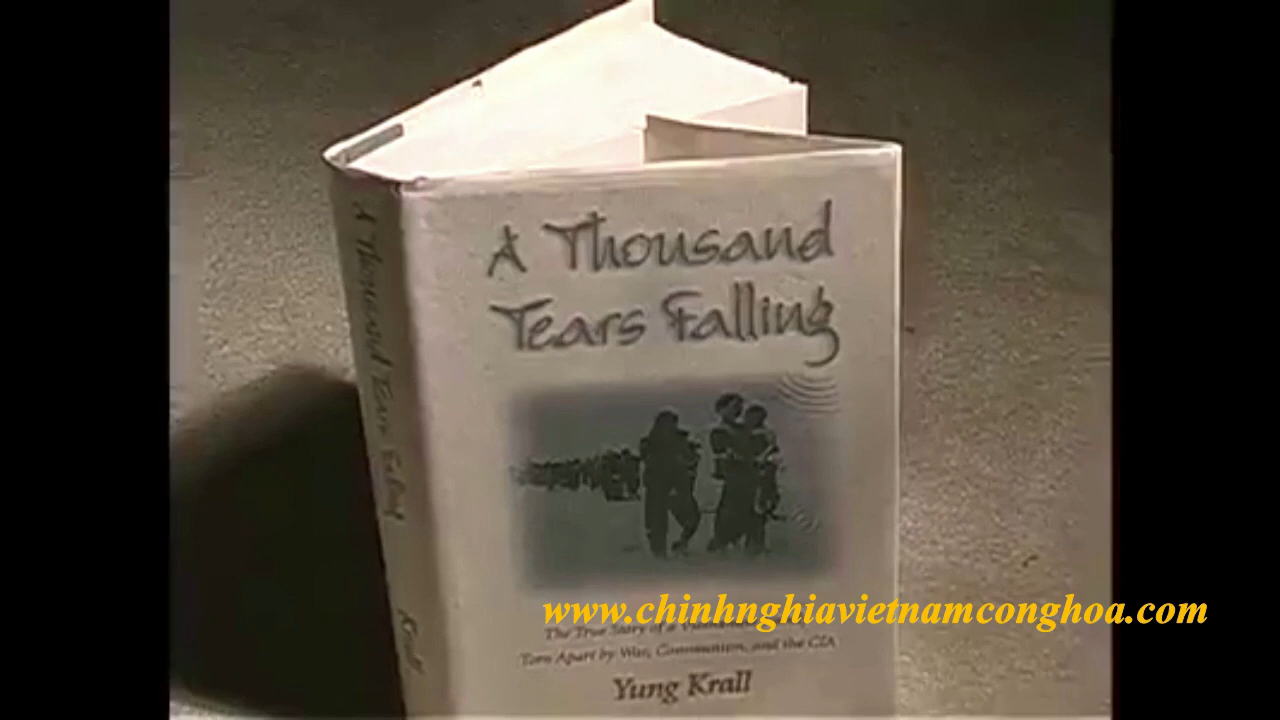 A Thousand
Tears Falling
A Thousand Tears Falling
Krall
www.chinhnghiavietnamconghoa.com
The True Story of a
Torn Apart by War, Communism, and the CIA
Yung Krall